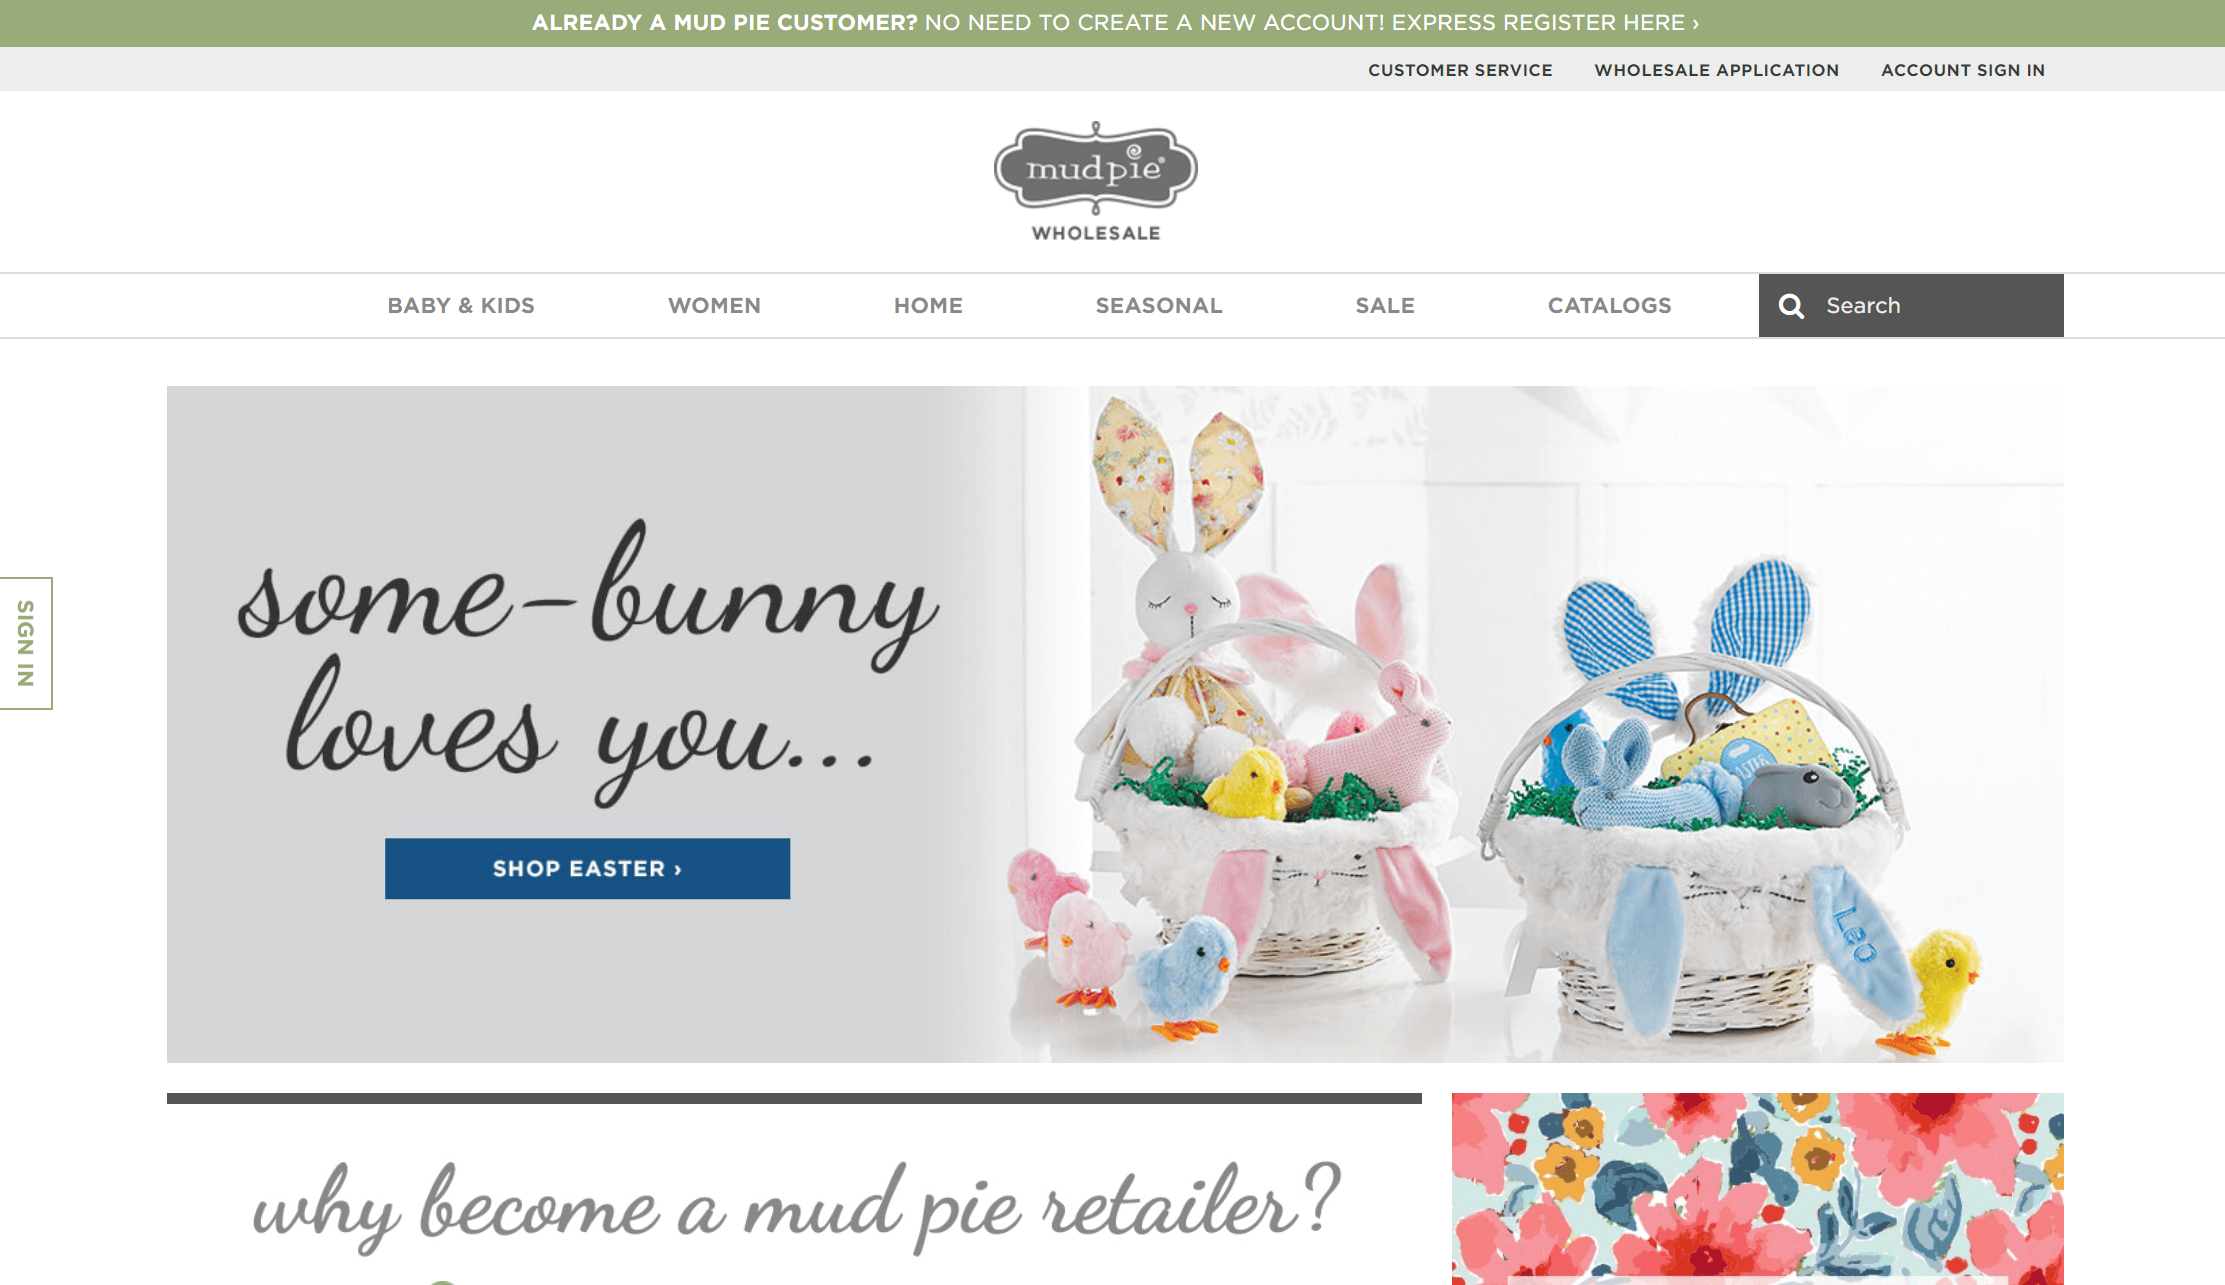 ALREADY A MUD PIE CUSTOMER? NO NEED TO CREATE A NEW ACCOUNT! EXPRESS REGISTER HERE ›
CUSTOMER SERVICE WHOLESALE APPLICATION ACCOUNT SIGN IN
mudpie®
WHOLESALE
BABY & KIDS WOMEN HOME SEASONAL SALE CATALOGS Search
SIGN IN
some-bunny
loves you...
SHOP EASTER ›
Leo
why become a mud pie retailer?